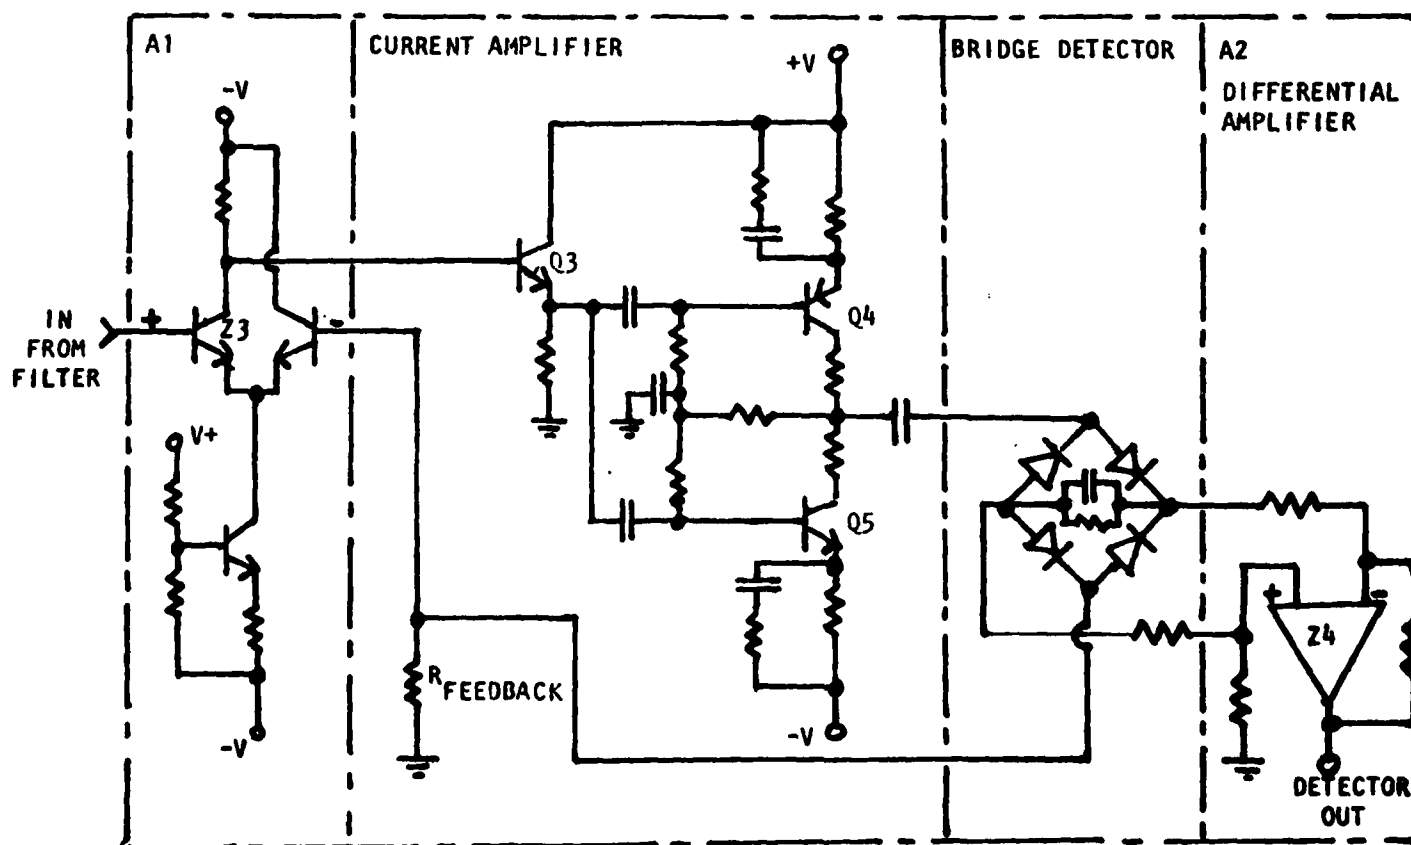 A1
CURRENT AMPLIFIER
BRIDGE DETECTOR
A2
DIFFERENTIAL
AMPLIFIER
-V
+V
Q3
IN
FROM
FILTER
+
Z3
-
Q4
V+
Q5
+
-
Z4
RFEEDBACK
-V
-V
DETECTOR
OUT